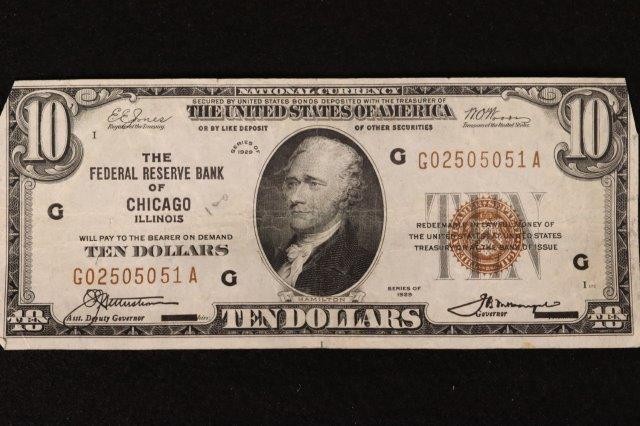 NATIONAL CURRENCY
SECURED BY UNITED STATES BONDS DEPOSITED WITH THE TREASURER OF
THE UNITED STATES OF AMERICA
OR BY LIKE DEPOSIT OF OTHER SECURITIES
10
10
E.E. Jones
Register of the Treasury.
W.O. Woods
Treasurer of the United States.
I
SERIES OF
1929
G
G02505051A
THE
FEDERAL RESERVE BANK
OF
CHICAGO
ILLINOIS
G
WILL PAY TO THE BEARER ON DEMAND
TEN DOLLARS
G02505051A
G
TEN
REDEEMABLE IN LAWFUL MONEY OF
THE UNITED STATES AT UNITED STATES
TREASURY OR AT THE BANK OF ISSUE
G
I
SERIES OF
1929
HAMILTON
Asst. Deputy Governor
Governor
10
TEN
TEN DOLLARS
10
TEN